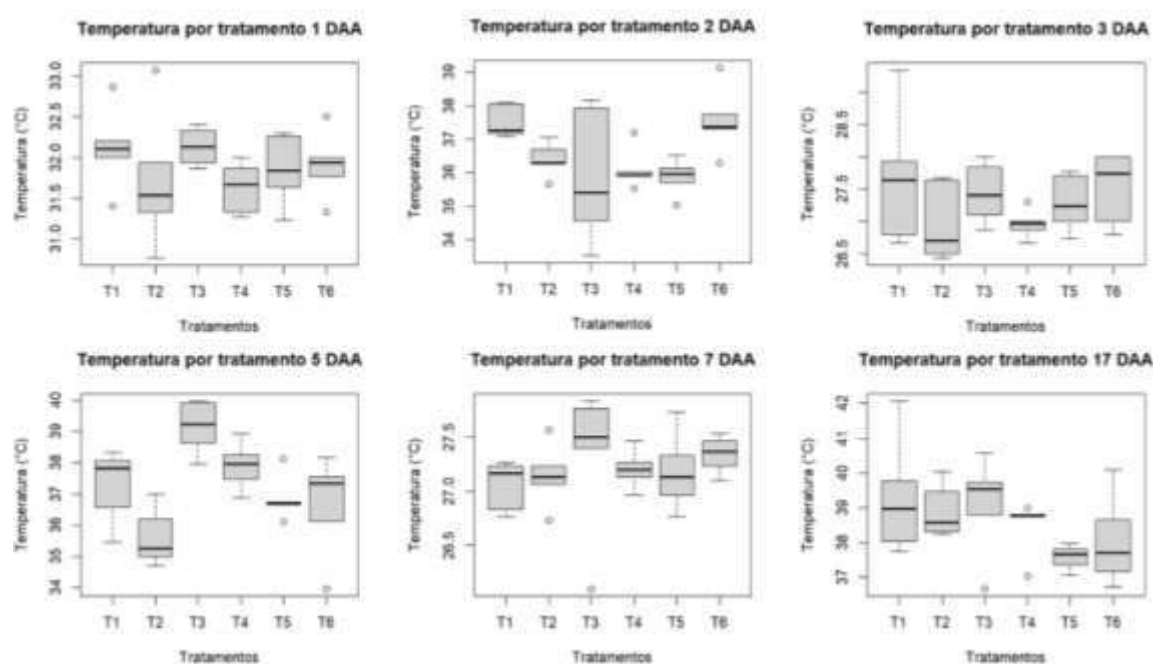 Temperatura por tratamento 1 DAA
Temperatura (°C)
33.0
32.5
32.0
31.5
31.0
T1 T2 T3 T4 T5 T6
Tratamentos
Temperatura por tratamento 2 DAA
Temperatura (°C)
39
38
37
36
35
34
T1 T2 T3 T4 T5 T6
Tratamentos
Temperatura por tratamento 3 DAA
Temperatura (°C)
28.5
27.5
26.5
T1 T2 T3 T4 T5 T6
Tratamentos
Temperatura por tratamento 5 DAA
Temperatura (°C)
40
39
38
37
36
35
34
T1 T2 T3 T4 T5 T6
Tratamentos
Temperatura por tratamento 7 DAA
Temperatura (°C)
27.5
27.0
26.5
T1 T2 T3 T4 T5 T6
Tratamentos
Temperatura por tratamento 17 DAA
Temperatura (°C)
42
41
40
39
38
37
T1 T2 T3 T4 T5 T6
Tratamentos